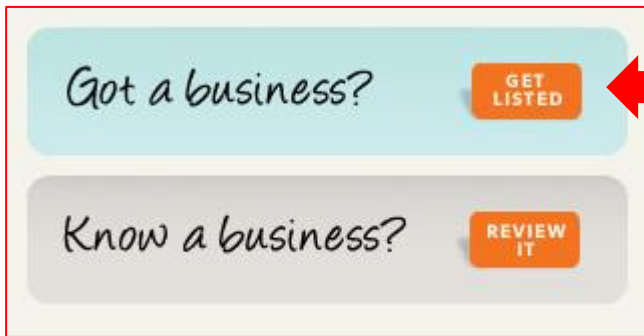 Got a business?
GET
LISTED
Know a business?
REVIEW
IT